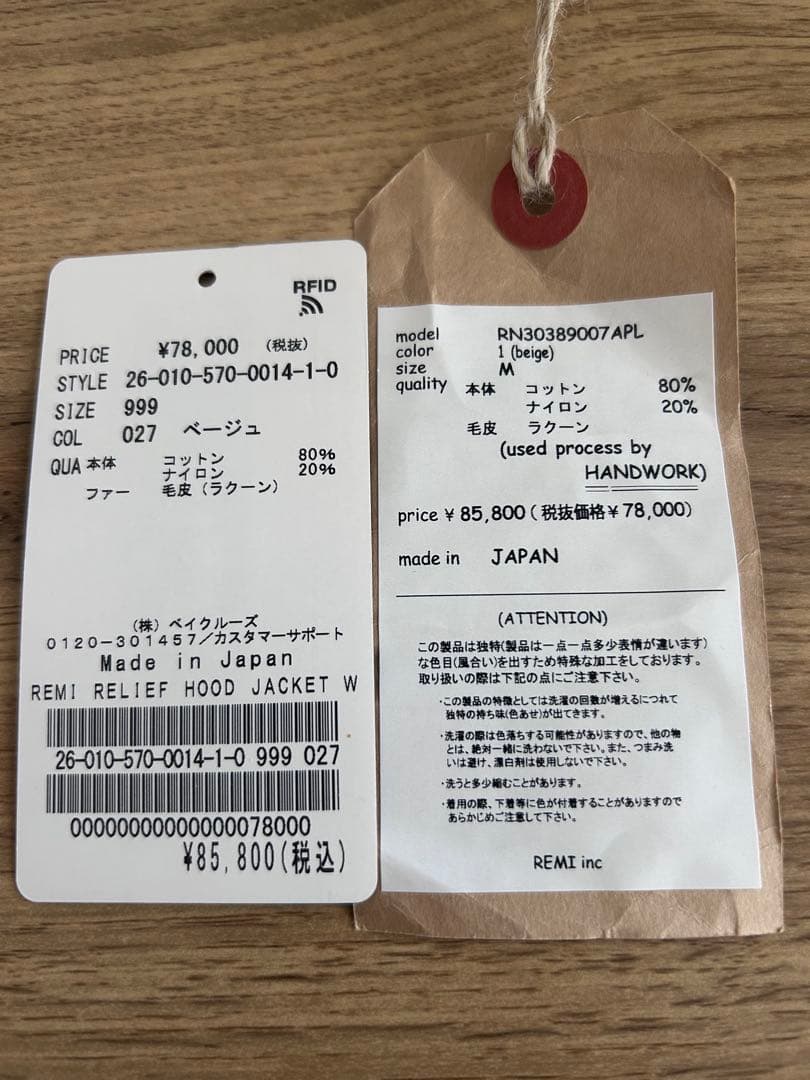 RFID
PRICE ¥78,000 (税抜)
STYLE 26-010-570-0014-1-0
SIZE 999
COL 027 ベージュ
QUA 本体 コットン 80%
ナイロン 20%
ファー 毛皮(ラクーン)
(株)ベイクルーズ
0120-301457/カスタマーサポート
Made in Japan
REMI RELIEF HOOD JACKET W
26-010-570-0014-1-0 999 027
00000000000000078000
¥85,800(税込)
model RN30389007APL
color 1 (beige)
size M
quality 本体 コットン 80%
ナイロン 20%
毛皮 ラクーン
(used process by
HANDWORK)
price ¥ 85,800 (税抜価格¥78,000)
made in JAPAN
(ATTENTION)
この製品は独特(製品は一点一点多少表情が違います)
な色目(風合い)を出すため特殊な加工をしております。
取り扱いの際は下記の点にご注意下さい。
・この製品の特徴としては洗濯の回数が増えるにつれて
独特の持ち味(色あせ)が出てきます。
・洗濯の際は色落ちする可能性がありますので、他の物
とは、絶対一緒に洗わないで下さい。また、つまみ洗
いは避け、漂白剤は使用しないで下さい。
・洗うと多少縮むことがあります。
・着用の際、下着等に色が付着することがありますので
あらかじめご注意して下さい。
REMI inc